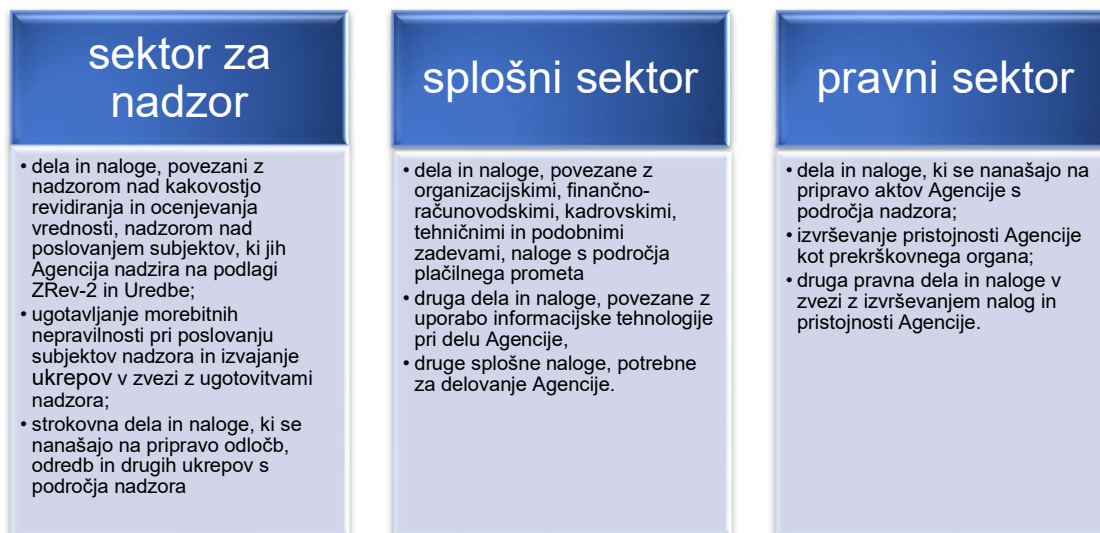 sektor za
nadzor
• dela in naloge, povezani z
nadzorom nad kakovostjo
revidiranja in ocenjevanja
vrednosti, nadzorom nad
poslovanjem subjektov, ki jih
Agencija nadzira na podlagi
ZRev-2 in Uredbe;
• ugotavljanje morebitnih
nepravilnosti pri poslovanju
subjektov nadzora in izvajanje
ukrepov v zvezi z ugotovitvami
nadzora;
• strokovna dela in naloge, ki se
nanašajo na pripravo odločb,
odredb in drugih ukrepov s
področja nadzora
splošni sektor
• dela in naloge, povezane z
organizacijskimi, finančno-
računovodskimi, kadrovskimi,
tehničnimi in podobnimi
zadevami, naloge s področja
plačilnega prometa
• druga dela in naloge, povezane z
uporabo informacijske tehnologije
pri delu Agencije,
• druge splošne naloge, potrebne
za delovanje Agencije.
pravni sektor
• dela in naloge, ki se nanašajo na
pripravo aktov Agencije s
področja nadzora;
• izvrševanje pristojnosti Agencije
kot prekrškovnega organa;
• druga pravna dela in naloge v
zvezi z izvrševanjem nalog in
pristojnosti Agencije.